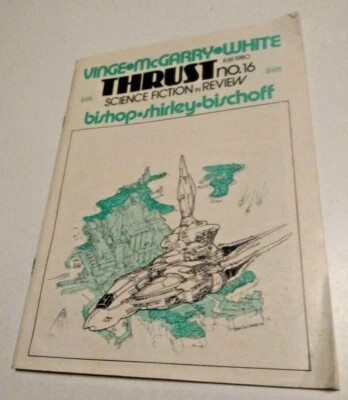 VINGE•McGARRY•WHITE
THRUST no.16
SCIENCE FICTION IN REVIEW
bishop•shirley•bischoff